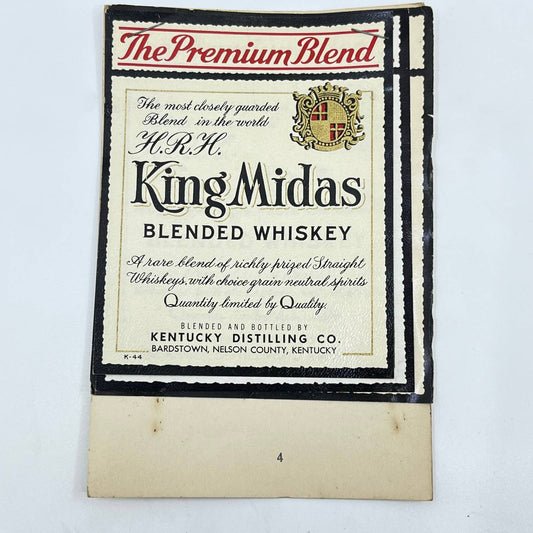 The Premium Blend
The most closely guarded
Blend in the world
H.R.H.
King Midas
BLENDED WHISKEY
A rare blend of richly prized Straight
Whiskeys, with choice grain neutral spirits
Quantity limited by Quality.
BLENDED AND BOTTLED BY
KENTUCKY DISTILLING CO.
BARDSTOWN, NELSON COUNTY, KENTUCKY
K-44
4